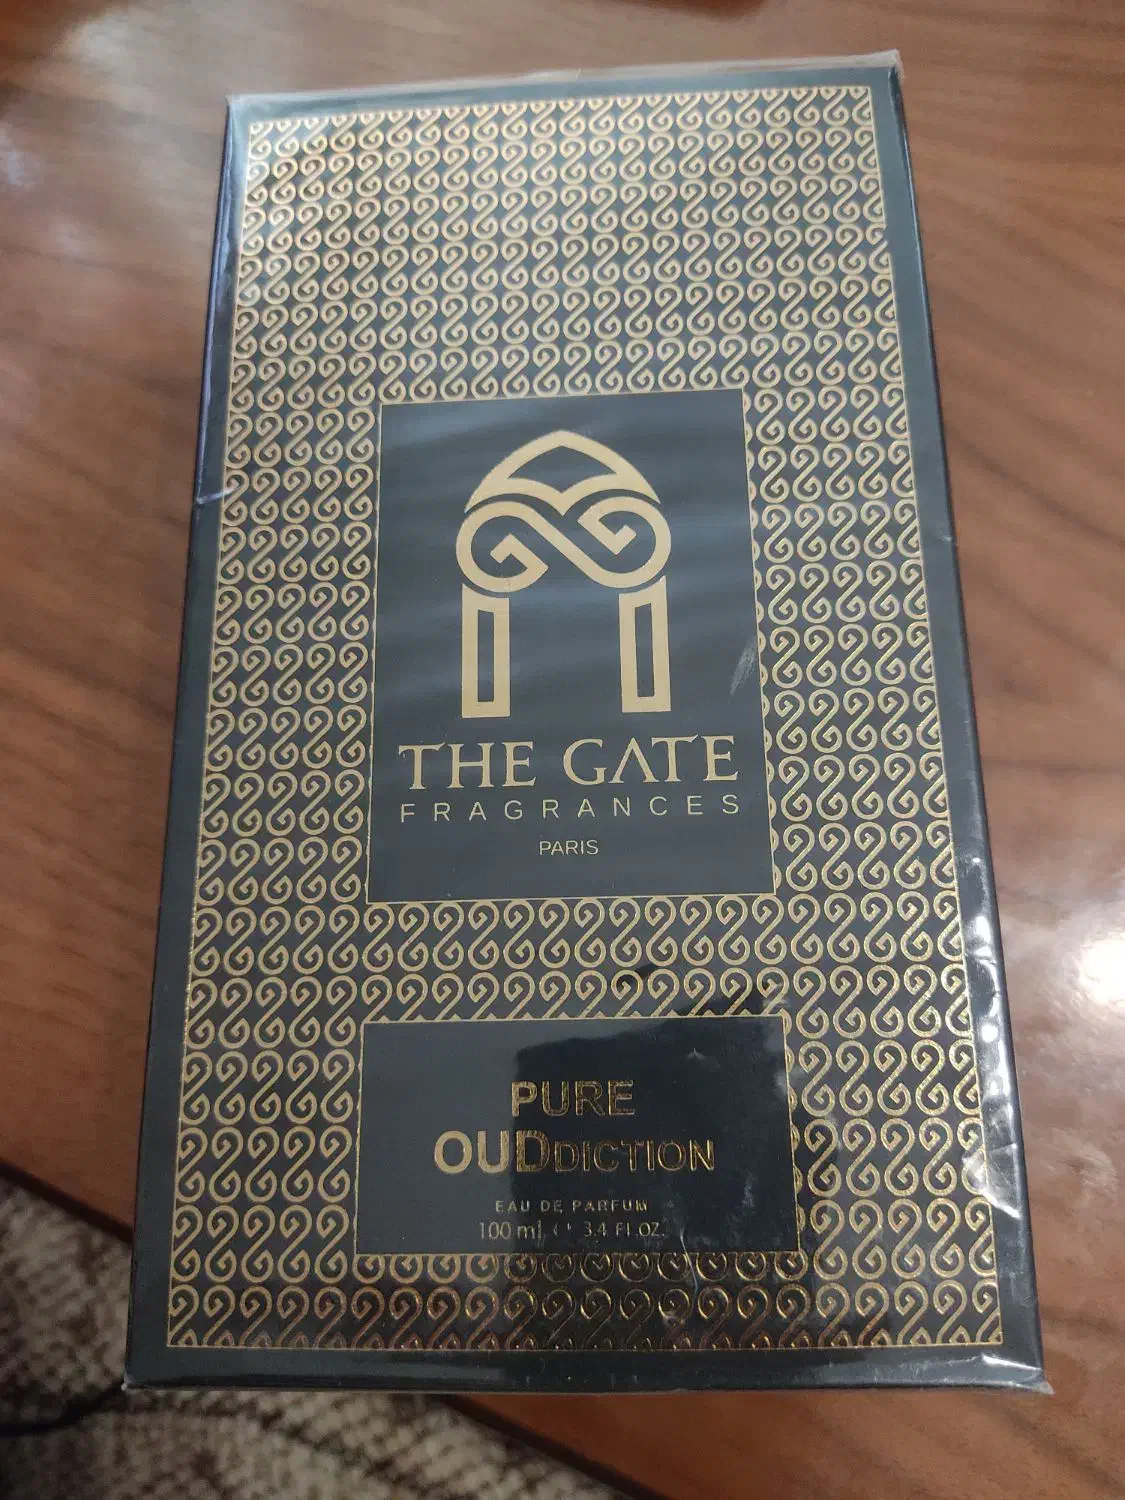 THE GATE
FRAGRANCES
PARIS
PURE
OUDDICTION
EAU DE PARFUM
100 ml. e 3.4 Fl.OZ.